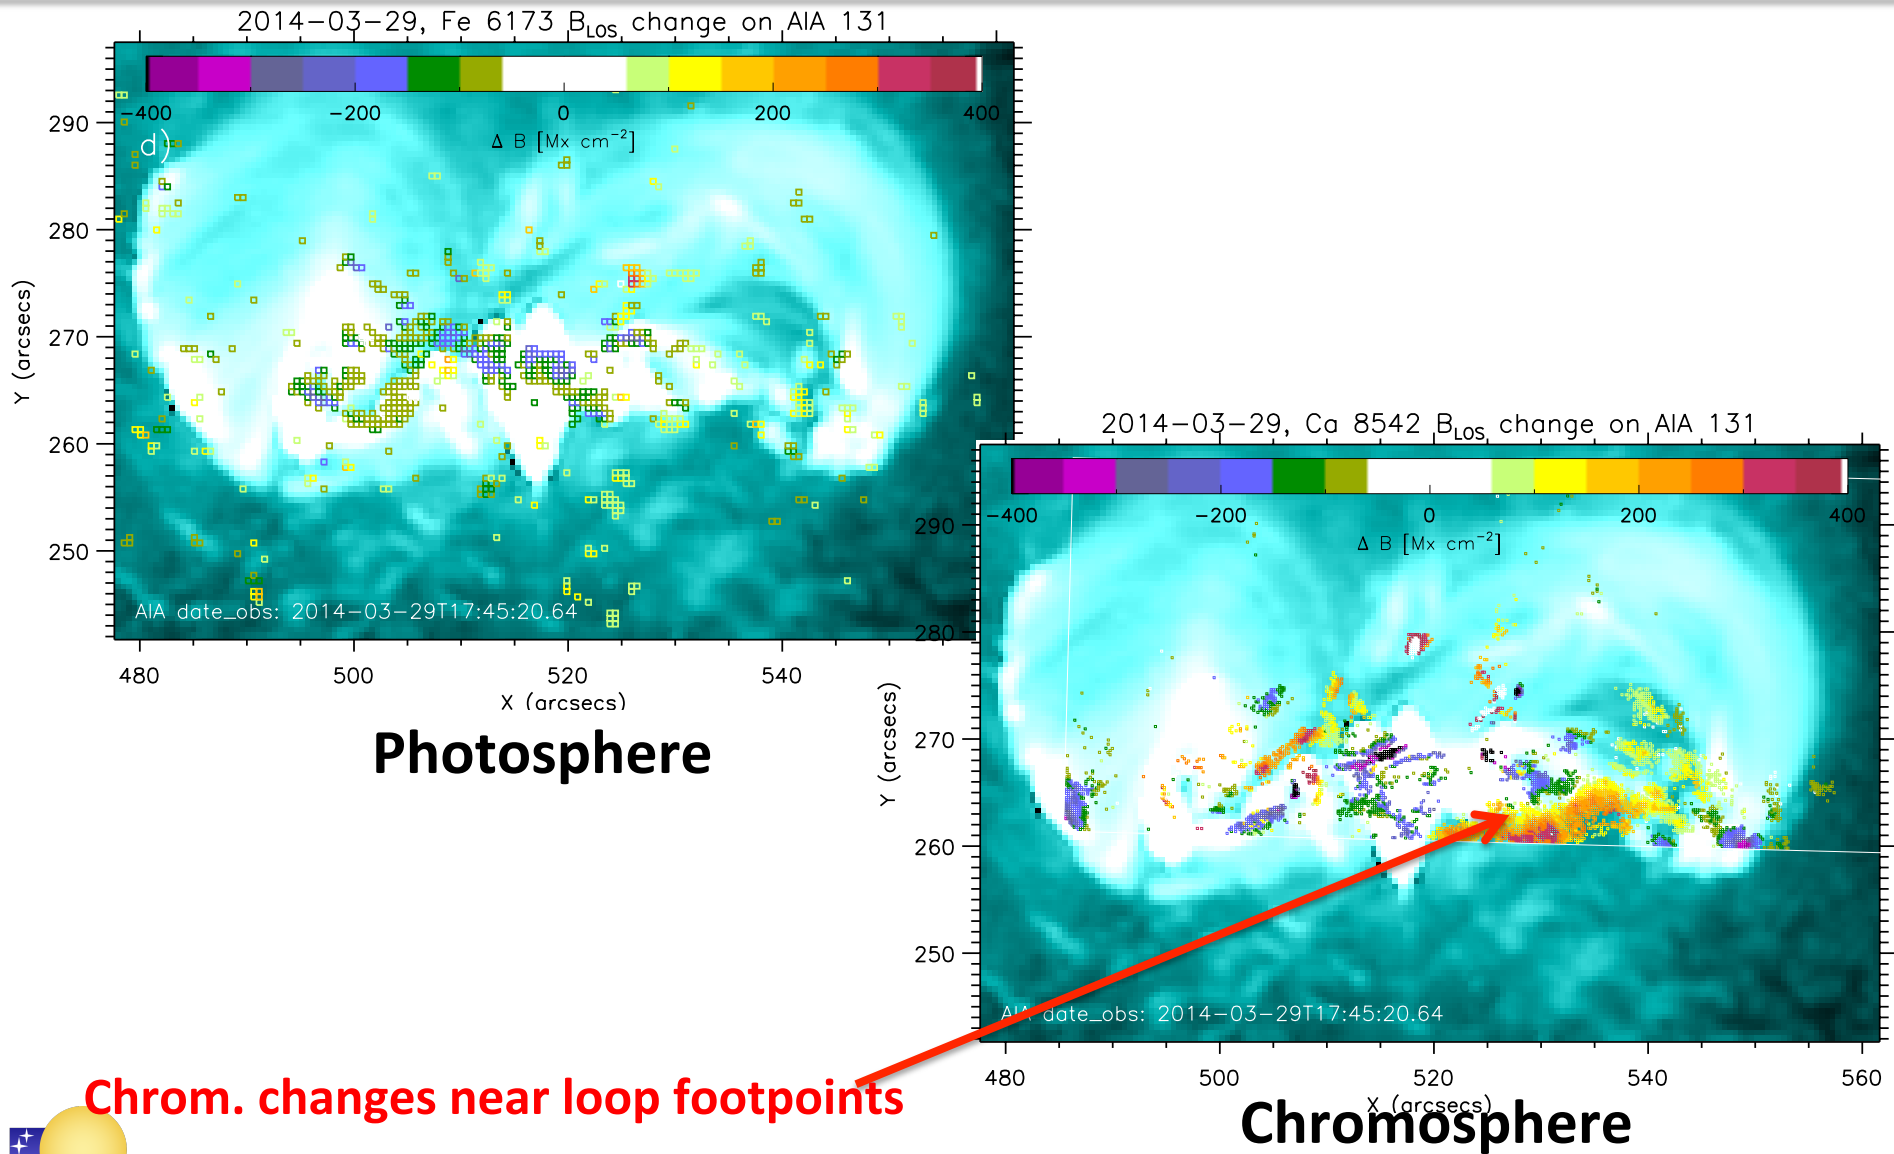 2014-03-29, Fe 6173 B_LOS change on AIA 131
-400 -200 0 200 400
Δ B [Mx cm⁻²]
d)
290
280
270
260
250
Y (arcsecs)
AIA date_obs: 2014-03-29T17:45:20.64
480 500 520 540
X (arcsecs)
Photosphere
2014-03-29, Ca 8542 B_LOS change on AIA 131
-400 -200 0 200 400
Δ B [Mx cm⁻²]
290
280
270
260
250
Y (arcsecs)
AIA date_obs: 2014-03-29T17:45:20.64
480 500 520 540 560
X (arcsecs)
Chrom. changes near loop footpoints
Chromosphere